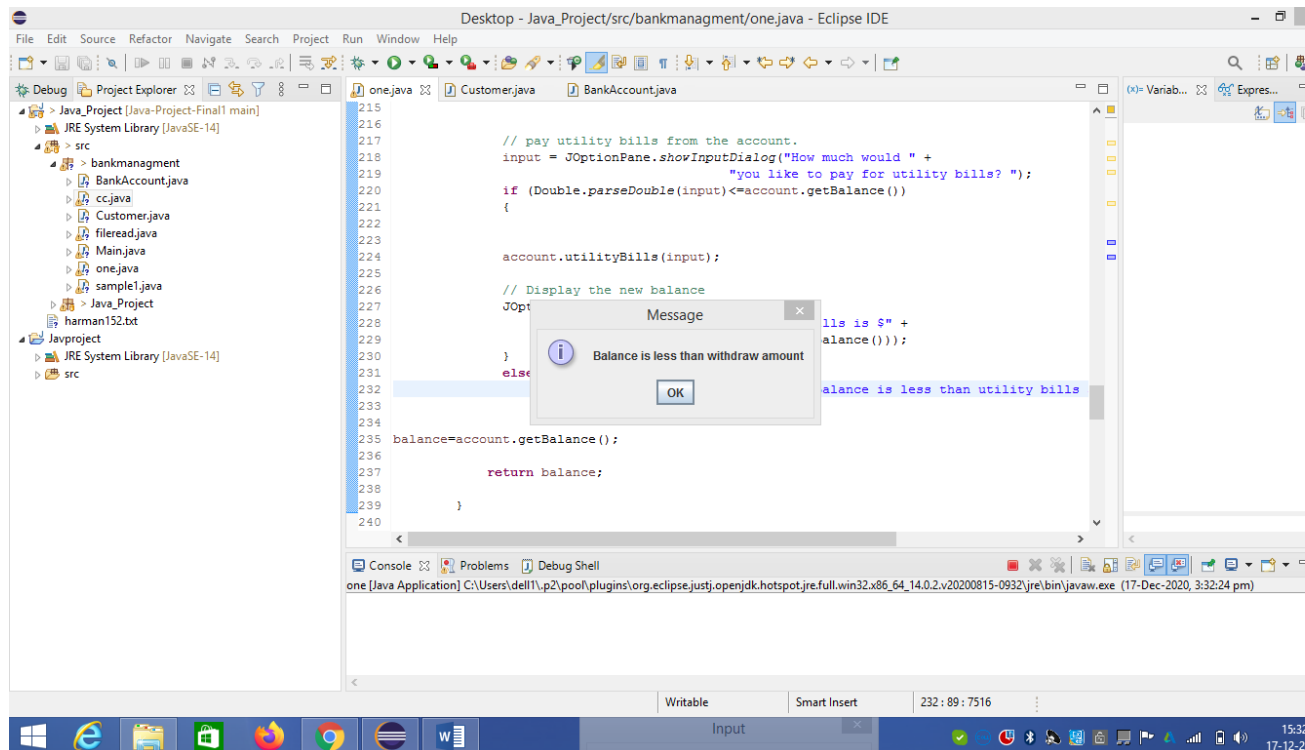 Desktop - Java_Project/src/bankmanagment/one.java - Eclipse IDE
File Edit Source Refactor Navigate Search Project Run Window Help
Debug Project Explorer
one.java Customer.java BankAccount.java
(x)= Variab... Expres...
> Java_Project [Java-Project-Final1 main]
JRE System Library [JavaSE-14]
> src
> bankmanagment
> BankAccount.java
> cc.java
> Customer.java
> fileread.java
> Main.java
> one.java
> sample1.java
> Java_Project
harman152.txt
Javproject
JRE System Library [JavaSE-14]
src
215
216
217 // pay utility bills from the account.
218 input = JOptionPane.showInputDialog("How much would " +
219 "you like to pay for utility bills? ");
220 if (Double.parseDouble(input)<=account.getBalance())
221 {
222
223
224 account.utilityBills(input);
225
226 // Display the new balance
227 JOpt
228 lls is $" +
229 alance()));
230 }
231 else
232 alance is less than utility bills
233
234
235 balance=account.getBalance();
236
237 return balance;
238
239 }
240
Message
Balance is less than withdraw amount
OK
Console Problems Debug Shell
one [Java Application] C:\Users\dell1\.p2\pool\plugins\org.eclipse.justj.openjdk.hotspot.jre.full.win32.x86_64_14.0.2.v20200815-0932\jre\bin\javaw.exe (17-Dec-2020, 3:32:24 pm)
Writable Smart Insert 232 : 89 : 7516
Input
15:32
17-12-2